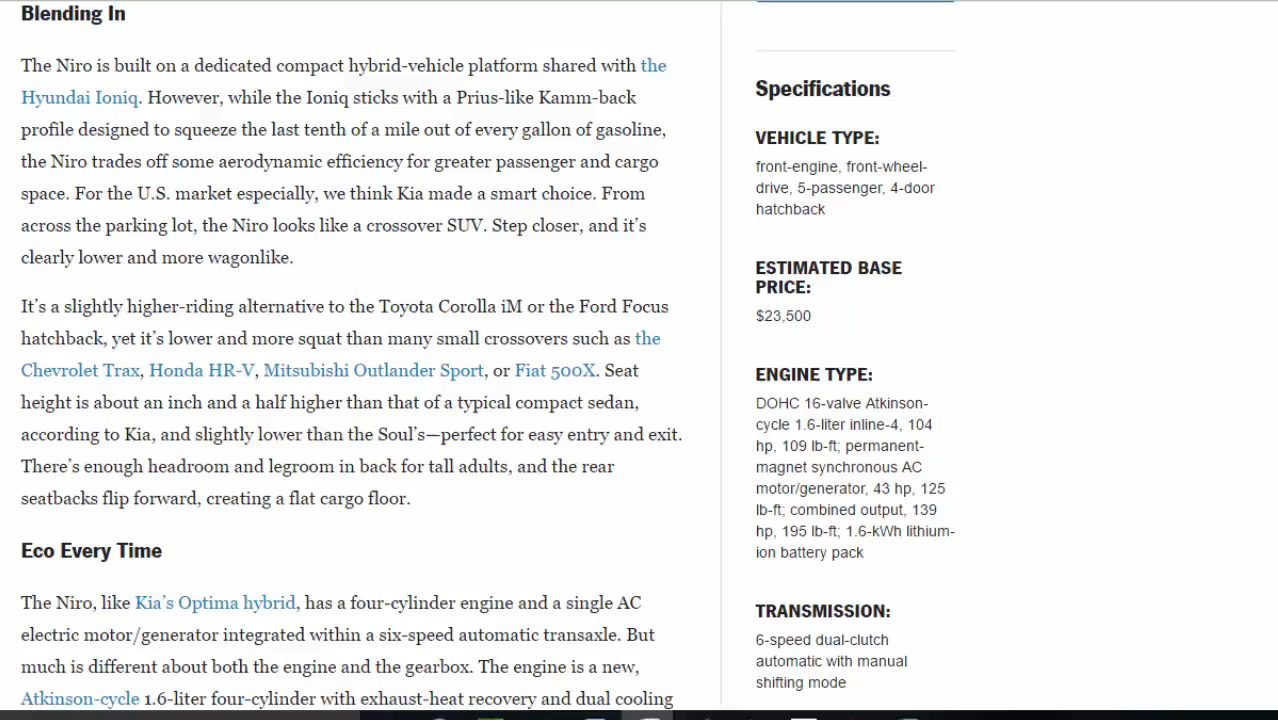 Blending In
The Niro is built on a dedicated compact hybrid-vehicle platform shared with the
Hyundai Ioniq. However, while the Ioniq sticks with a Prius-like Kamm-back
profile designed to squeeze the last tenth of a mile out of every gallon of gasoline,
the Niro trades off some aerodynamic efficiency for greater passenger and cargo
space. For the U.S. market especially, we think Kia made a smart choice. From
across the parking lot, the Niro looks like a crossover SUV. Step closer, and it’s
clearly lower and more wagonlike.
It’s a slightly higher-riding alternative to the Toyota Corolla iM or the Ford Focus
hatchback, yet it’s lower and more squat than many small crossovers such as the
Chevrolet Trax, Honda HR-V, Mitsubishi Outlander Sport, or Fiat 500X. Seat
height is about an inch and a half higher than that of a typical compact sedan,
according to Kia, and slightly lower than the Soul’s—perfect for easy entry and exit.
There’s enough headroom and legroom in back for tall adults, and the rear
seatbacks flip forward, creating a flat cargo floor.
Eco Every Time
The Niro, like Kia’s Optima hybrid, has a four-cylinder engine and a single AC
electric motor/generator integrated within a six-speed automatic transaxle. But
much is different about both the engine and the gearbox. The engine is a new,
Atkinson-cycle 1.6-liter four-cylinder with exhaust-heat recovery and dual cooling
Specifications
VEHICLE TYPE:
front-engine, front-wheel-
drive, 5-passenger, 4-door
hatchback
ESTIMATED BASE
PRICE:
$23,500
ENGINE TYPE:
DOHC 16-valve Atkinson-
cycle 1.6-liter inline-4, 104
hp, 109 lb-ft; permanent-
magnet synchronous AC
motor/generator, 43 hp, 125
lb-ft; combined output, 139
hp, 195 lb-ft; 1.6-kWh lithium-
ion battery pack
TRANSMISSION:
6-speed dual-clutch
automatic with manual
shifting mode